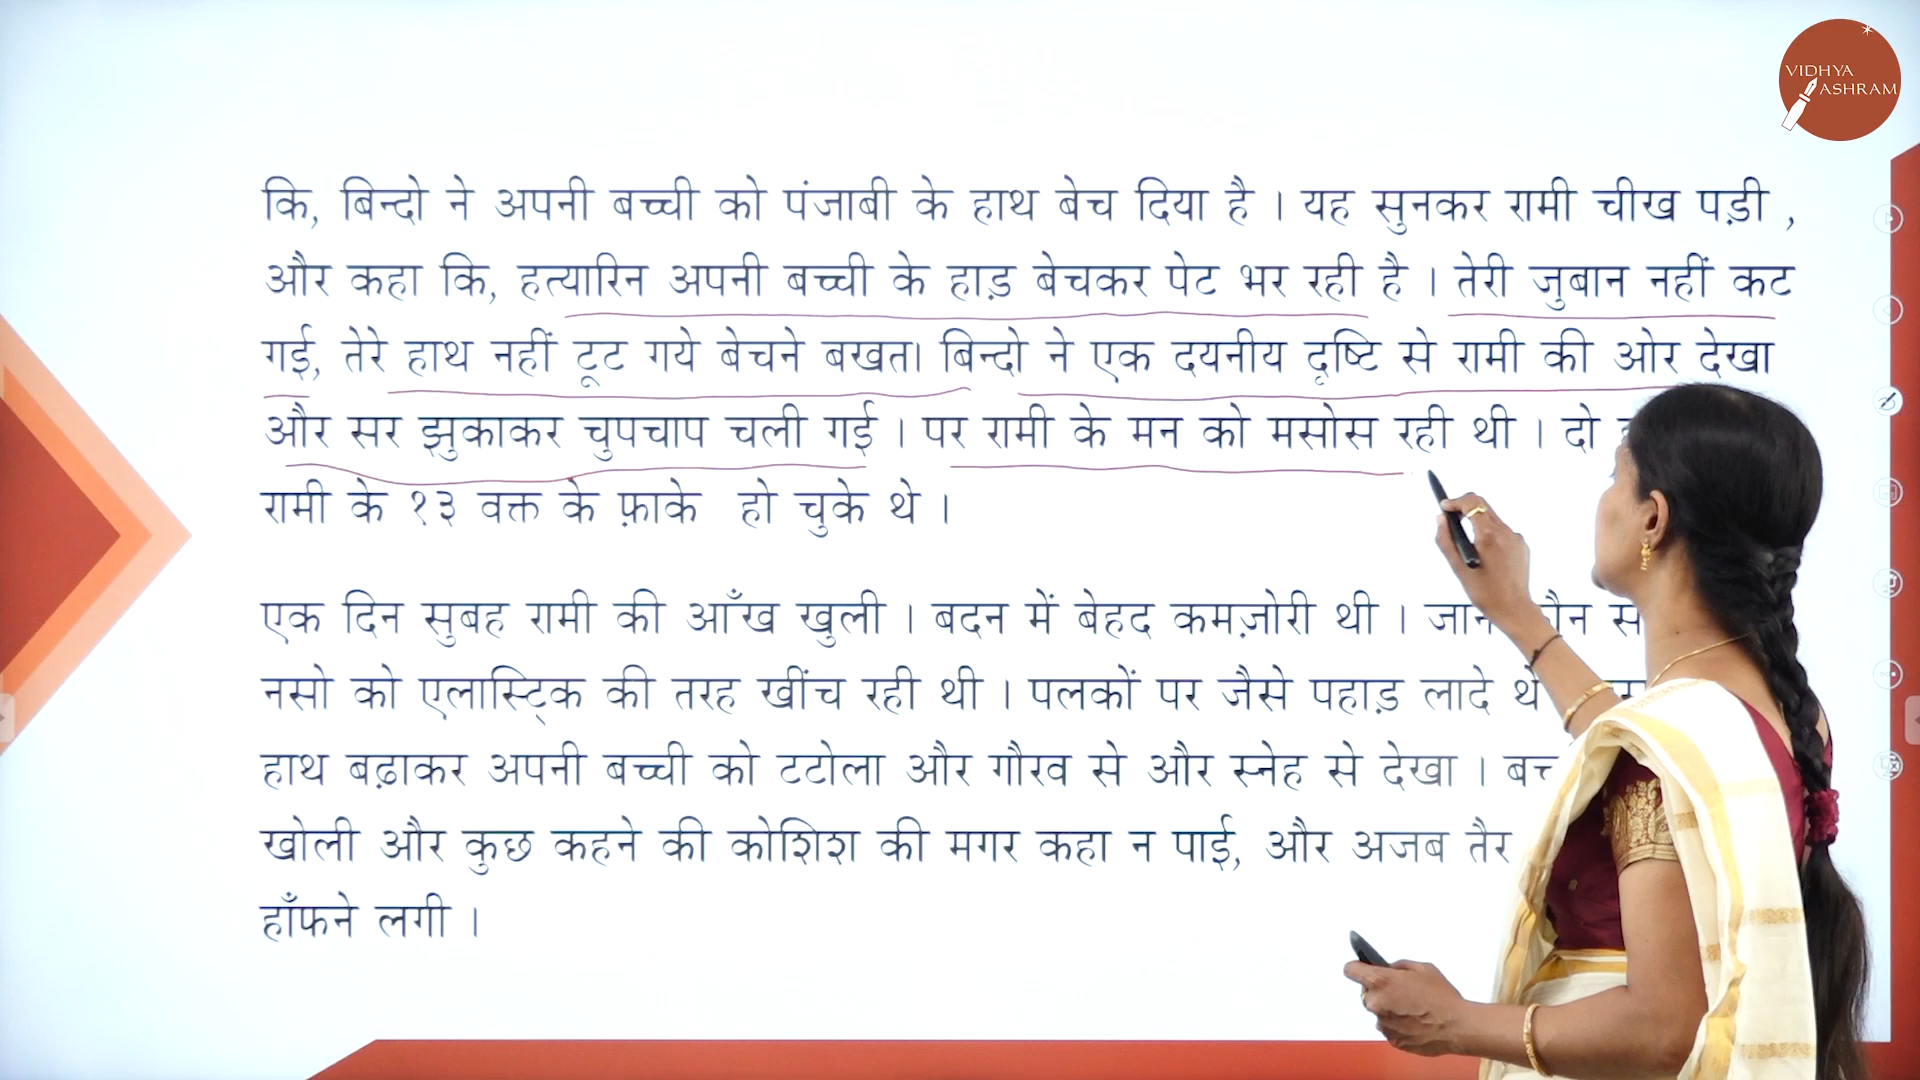 VIDHYA
ASHRAM
कि, बिन्दो ने अपनी बच्ची को पंजाबी के हाथ बेच दिया है । यह सुनकर रामी चीख पड़ी ,
और कहा कि, हत्यारिन अपनी बच्ची के हाड़ बेचकर पेट भर रही है । तेरी जुबान नहीं कट
गई, तेरे हाथ नहीं टूट गये बेचने बखत। बिन्दो ने एक दयनीय दृष्टि से रामी की ओर देखा
और सर झुकाकर चुपचाप चली गई । पर रामी के मन को मसोस रही थी । दो
रामी के १३ वक्त के फ़ाके हो चुके थे ।
एक दिन सुबह रामी की आँख खुली । बदन में बेहद कमज़ोरी थी ।
नसो को एलास्ट्रिक की तरह खींच रही थी । पलकों पर जैसे पहाड़ लादे थे
हाथ बढ़ाकर अपनी बच्ची को टटोला और गौरव से और स्नेह से देखा ।
खोली और कुछ कहने की कोशिश की मगर कहा न पाई, और अजब तैर
हाँफने लगी ।